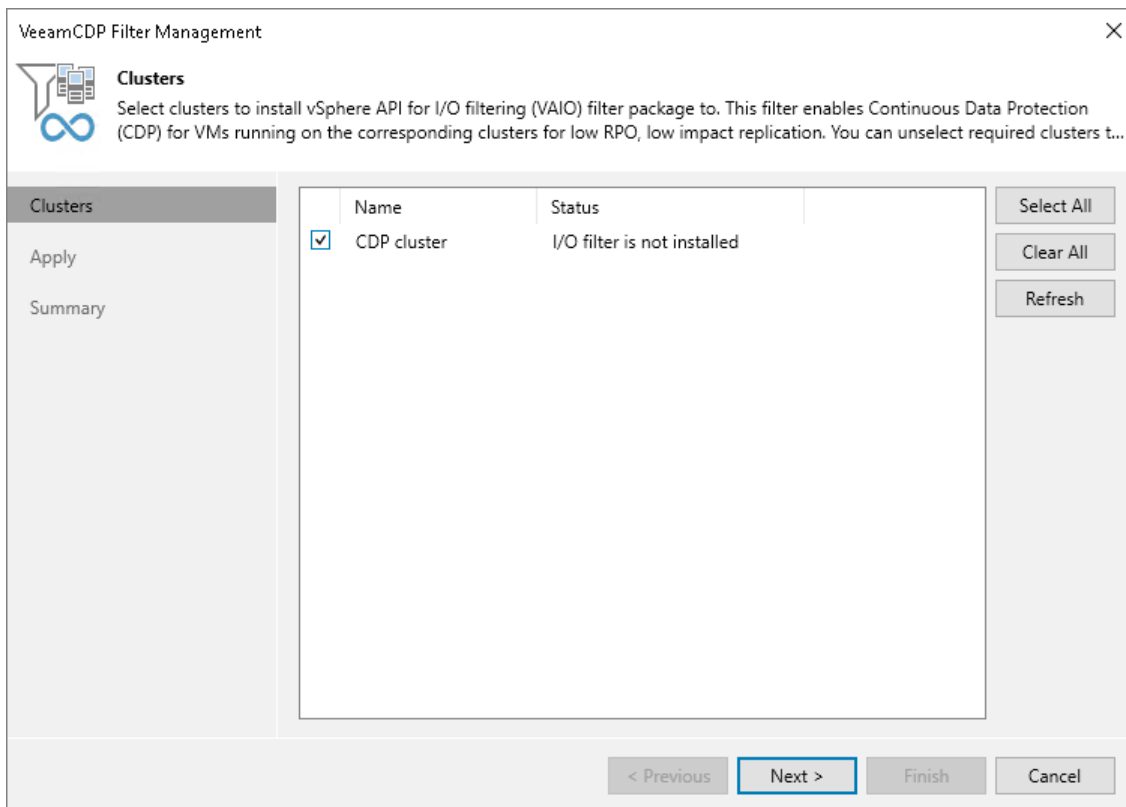 VeeamCDP Filter Management
Clusters
Select clusters to install vSphere API for I/O filtering (VAIO) filter package to. This filter enables Continuous Data Protection
(CDP) for VMs running on the corresponding clusters for low RPO, low impact replication. You can unselect required clusters t...
Clusters
Apply
Summary
Name Status
CDP cluster I/O filter is not installed
Select All
Clear All
Refresh
< Previous Next > Finish Cancel